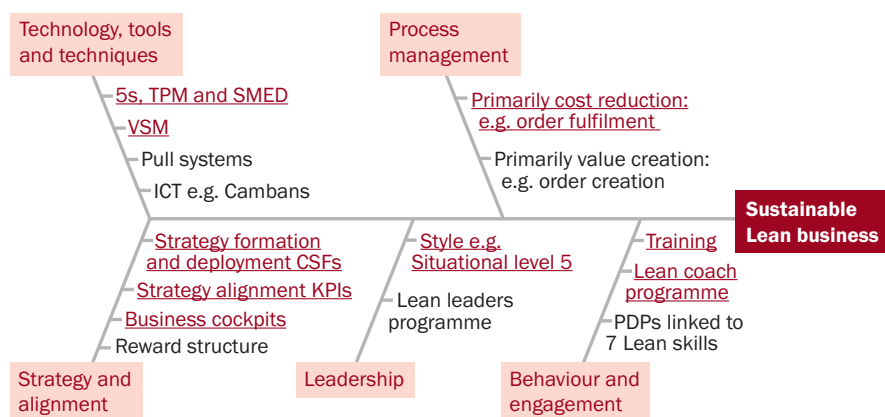 Technology, tools
and techniques
5s, TPM and SMED
VSM
Pull systems
ICT e.g. Cambans
Process
management
Primarily cost reduction:
e.g. order fulfilment
Primarily value creation:
e.g. order creation
Sustainable
Lean business
Strategy formation
and deployment CSFs
Strategy alignment KPIs
Business cockpits
Reward structure
Strategy and
alignment
Style e.g.
Situational level 5
Lean leaders
programme
Leadership
Training
Lean coach
programme
PDPs linked to
7 Lean skills
Behaviour and
engagement